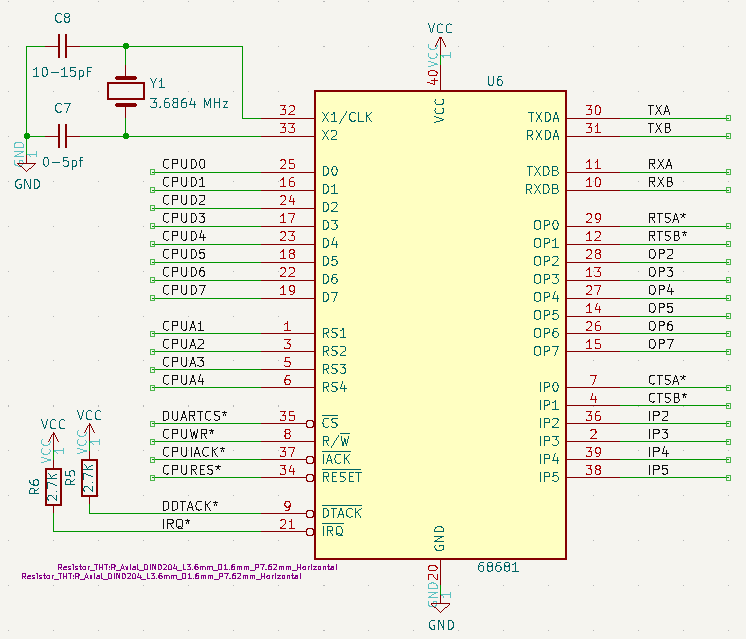 C8
10-15pF
Y1
3.6864 MHz
C7
0-5pf
GND
1
GND
VCC
VCC
1
40
VCC
U6
32 X1/CLK
33 X2
CPUD0 25 D0
CPUD1 16 D1
CPUD2 24 D2
CPUD3 17 D3
CPUD4 23 D4
CPUD5 18 D5
CPUD6 22 D6
CPUD7 19 D7
CPUA1 1 RS1
CPUA2 3 RS2
CPUA3 5 RS3
CPUA4 6 RS4
DUARTCS* 35 CS
CPUWR* 8 R/W
CPUIACK* 37 IACK
CPURES* 34 RESET
DDTACK* 9 DTACK
IRQ* 21 IRQ
TXDA 30 TXA
RXDA 31 TXB
TXDB 11 RXA
RXDB 10 RXB
OP0 29 RTSA*
OP1 12 RTSB*
OP2 28 OP2
OP3 13 OP3
OP4 27 OP4
OP5 14 OP5
OP6 26 OP6
OP7 15 OP7
IP0 7 CTSA*
IP1 4 CTSB*
IP2 36 IP2
IP3 2 IP3
IP4 39 IP4
IP5 38 IP5
VCC
VCC
1
R6
2.7K
VCC
VCC
1
R5
2.7K
Resistor_THT:R_Axial_DIN0204_L3.6mm_D1.6mm_P7.62mm_Horizontal
Resistor_THT:R_Axial_DIN0204_L3.6mm_D1.6mm_P7.62mm_Horizontal
GND
20
68681
GND
1
GND